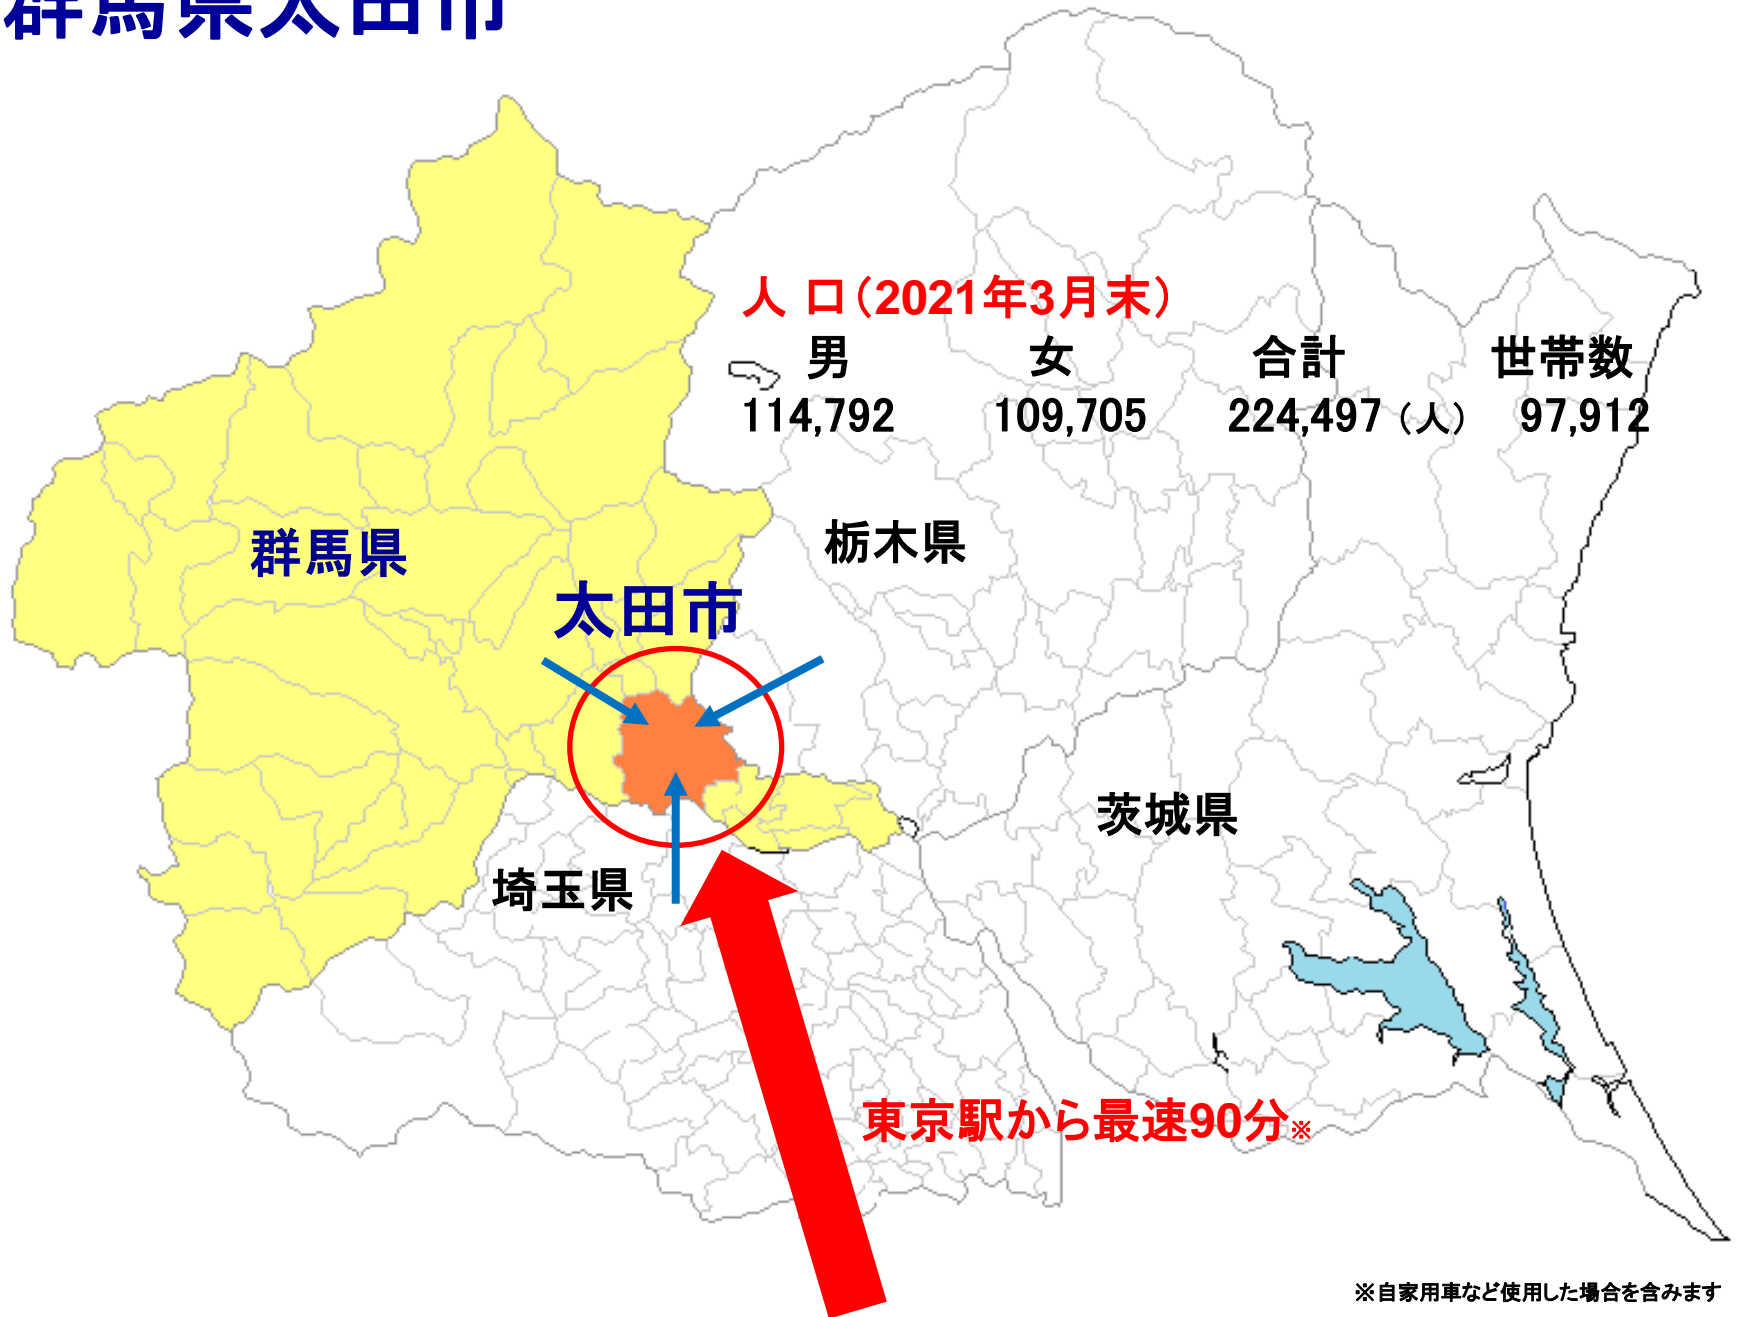 群馬県太田市
人 口（2021年3月末）
男 女 合計 世帯数
114,792 109,705 224,497（人） 97,912
群馬県
栃木県
太田市
茨城県
埼玉県
東京駅から最速90分※
※自家用車など使用した場合を含みます